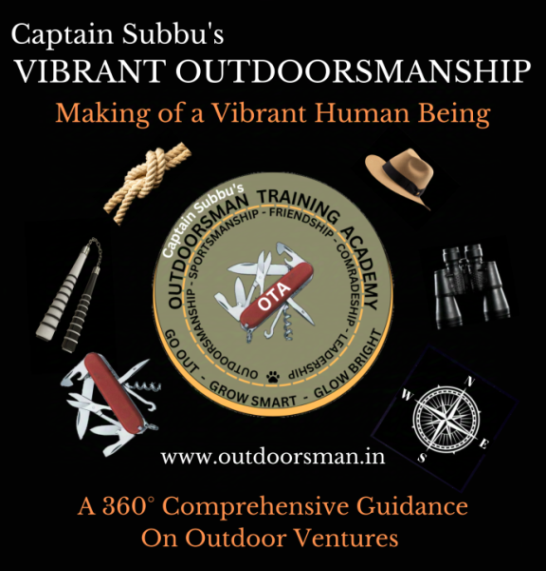 Captain Subbu's
VIBRANT OUTDOORSMANSHIP
Making of a Vibrant Human Being
Captain Subbu's
OUTDOORSMAN TRAINING ACADEMY
OUTDOORSMANSHIP - SPORTSMANSHIP - FRIENDSHIP - COMRADESHIP - LEADERSHIP
OTA
GO OUT - GROW SMART - GLOW BRIGHT
N
W
E
S
www.outdoorsman.in
A 360° Comprehensive Guidance
On Outdoor Ventures